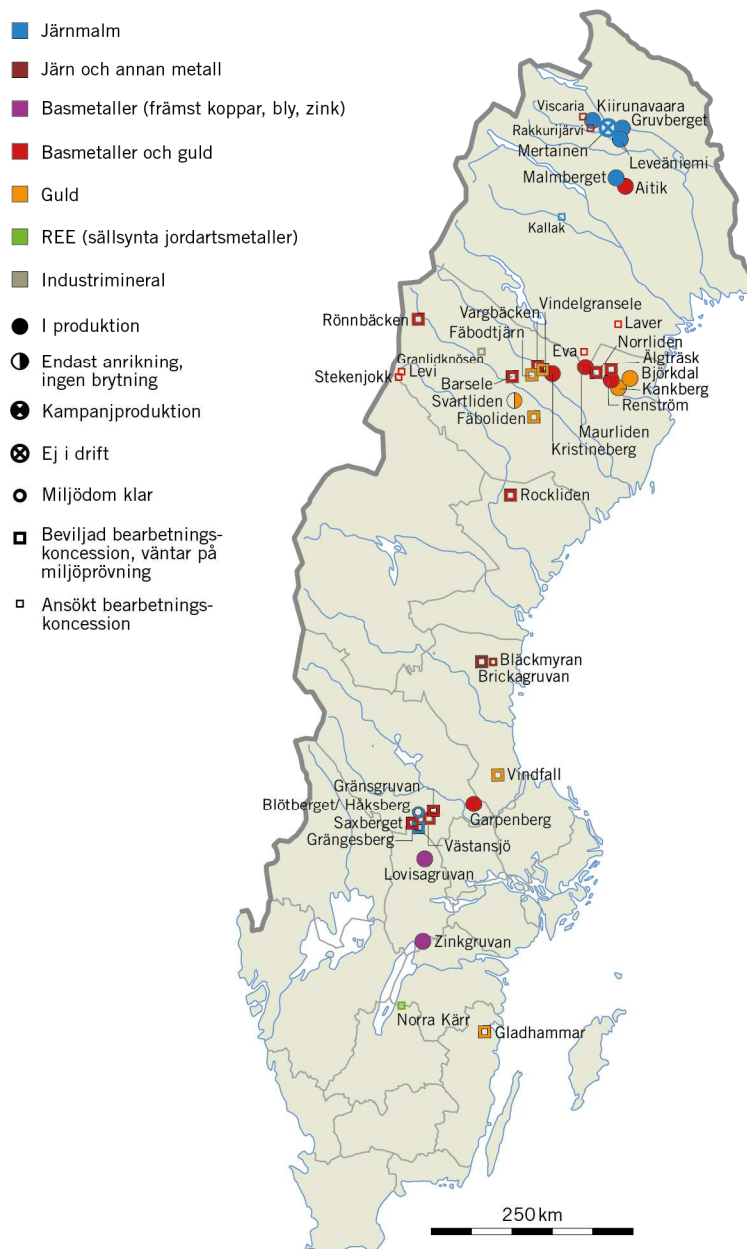 Järnmalm
Järn och annan metall
Basmetaller (främst koppar, bly, zink)
Basmetaller och guld
Guld
REE (sällsynta jordartsmetaller)
Industrimineral
I produktion
Endast anrikning,
ingen brytning
Kampanjproduktion
Ej i drift
Miljödom klar
Beviljad bearbetnings-
koncession, väntar på
miljöprövning
Ansökt bearbetnings-
koncession
Viscaria
Kiirunavaara
Gruvberget
Rakkurijärvi
Mertainen
Leveäniemi
Malmberget
Aitik
Kallak
Vindelgransele
Vargbäcken
Rönnbäcken
Fäbodtjärn
Laver
Norrliden
Granlidknösen
Eva
Älgträsk
Levi
Stekenjokk
Barsele
Björkdal
Kankberg
Svartliden
Renström
Fäboliden
Maurliden
Kristineberg
Rockliden
Bläckmyran
Brickagruvan
Vindfall
Gränsgruvan
Blötberget/ Håksberg
Saxberget
Garpenberg
Grängesberg
Västansjö
Lovisagruvan
Zinkgruvan
Norra Kärr
Gladhammar
250 km